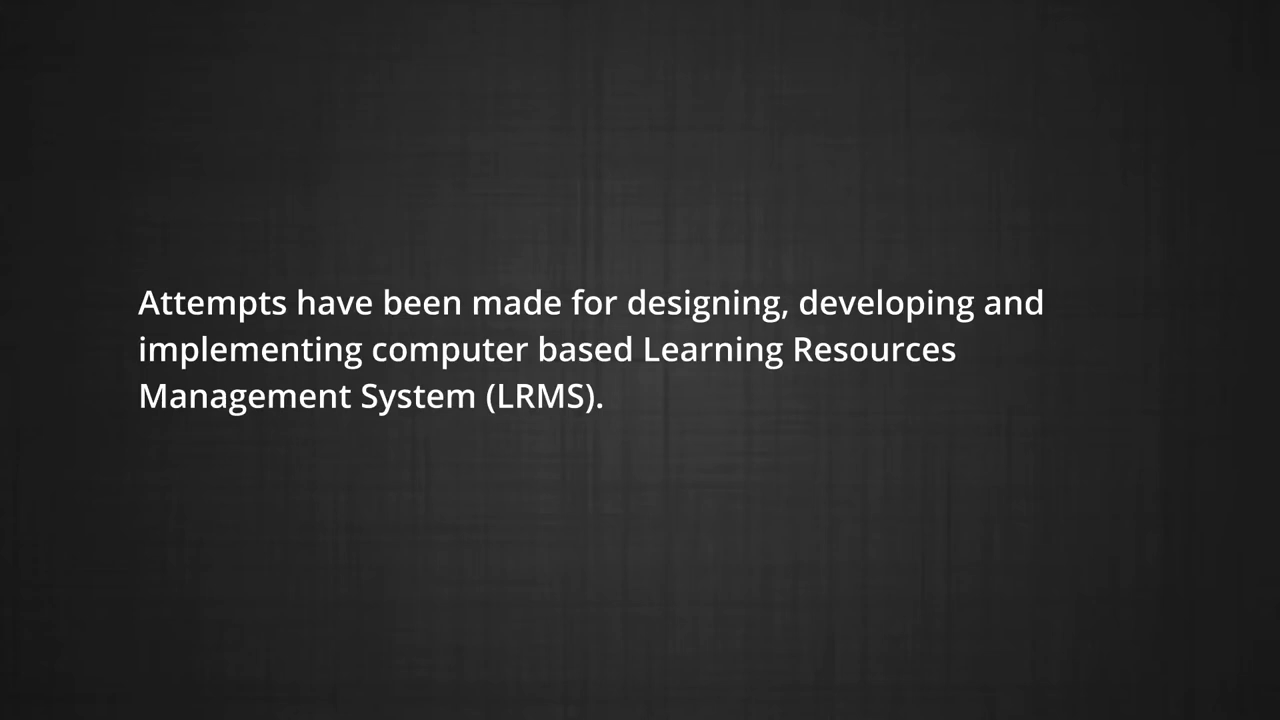 Attempts have been made for designing, developing and
implementing computer based Learning Resources
Management System (LRMS).